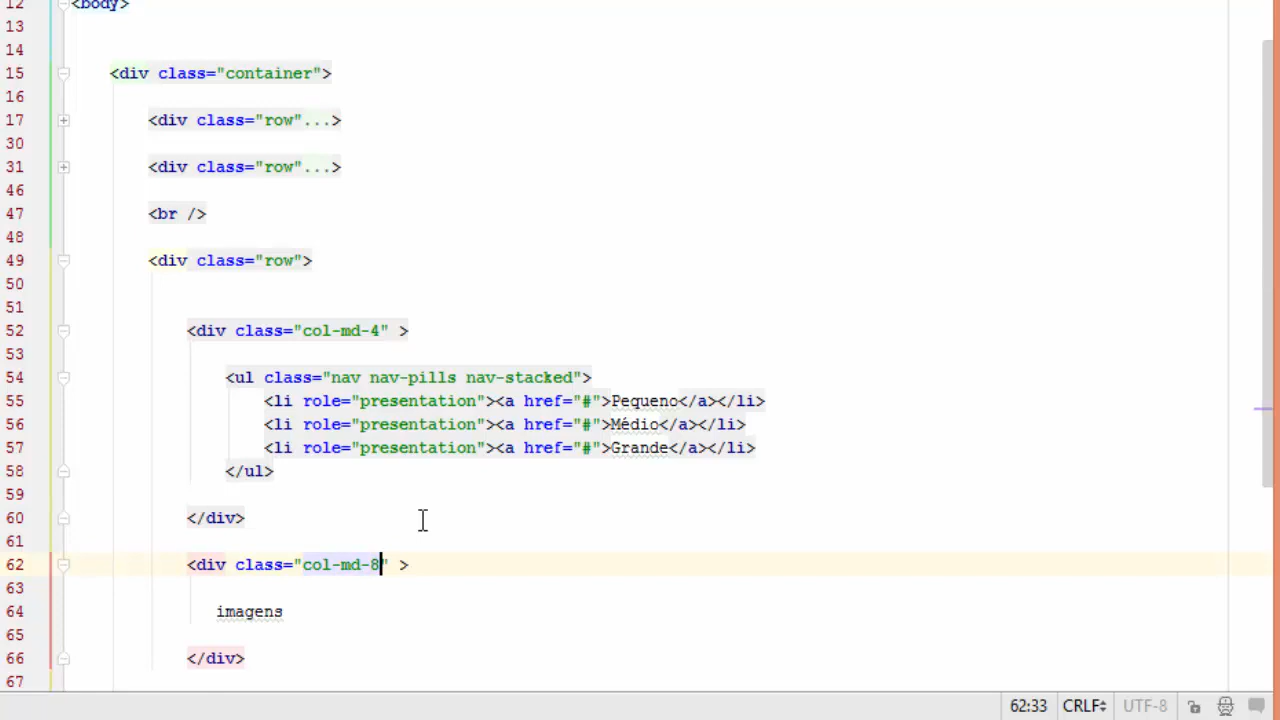 12 <body>
13
14
15 <div class="container">
16
17 <div class="row"...>
30
31 <div class="row"...>
46
47 <br />
48
49 <div class="row">
50
51
52 <div class="col-md-4" >
53
54 <ul class="nav nav-pills nav-stacked">
55 <li role="presentation"><a href="#">Pequeno</a></li>
56 <li role="presentation"><a href="#">Médio</a></li>
57 <li role="presentation"><a href="#">Grande</a></li>
58 </ul>
59
60 </div>
61
62 <div class="col-md-8" >
63
64 imagens
65
66 </div>
67
62:33 CRLF UTF-8